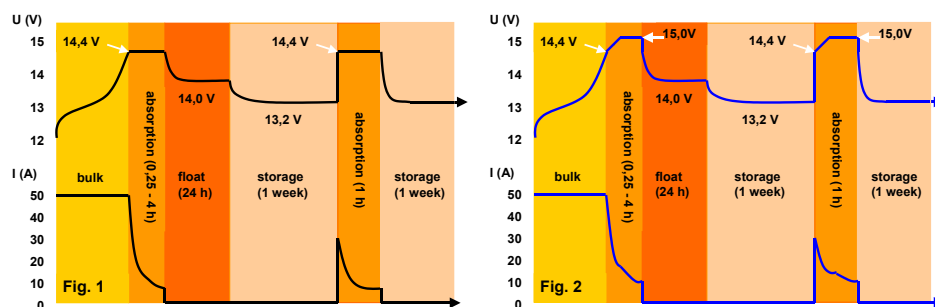 U (V)
15
14
13
12
14,4 V
14,0 V
13,2 V
14,4 V
I (A)
50
40
30
20
10
0
bulk
absorption (0,25 - 4 h)
float
(24 h)
storage
(1 week)
absorption (1 h)
storage
(1 week)
Fig. 1
U (V)
15
14
13
12
14,4 V
15,0V
14,0 V
13,2 V
14,4 V
15,0V
I (A)
50
40
30
20
10
0
bulk
absorption (0,25 - 4 h)
float
(24 h)
storage
(1 week)
absorption (1 h)
storage
(1 week)
Fig. 2